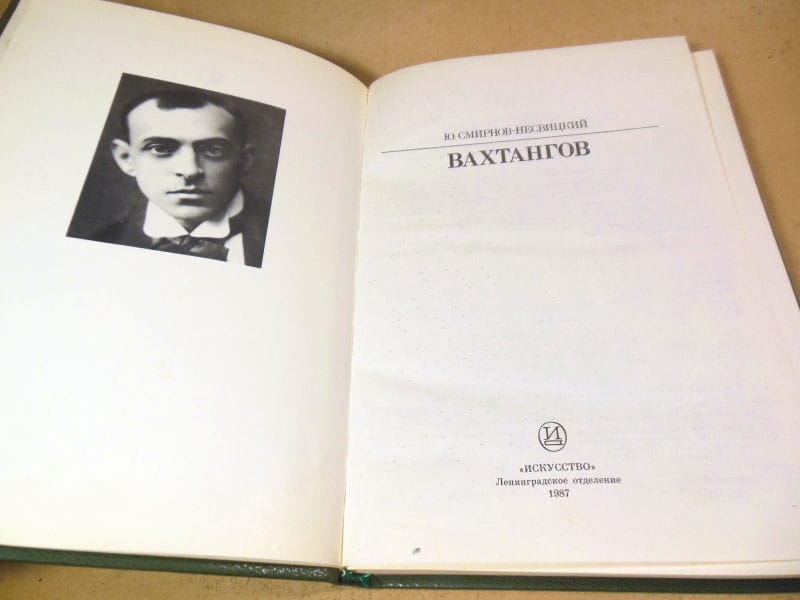 Ю. СМИРНОВ-НЕСВИЦКИЙ
ВАХТАНГОВ
И
«ИСКУССТВО»
Ленинградское отделение
1987